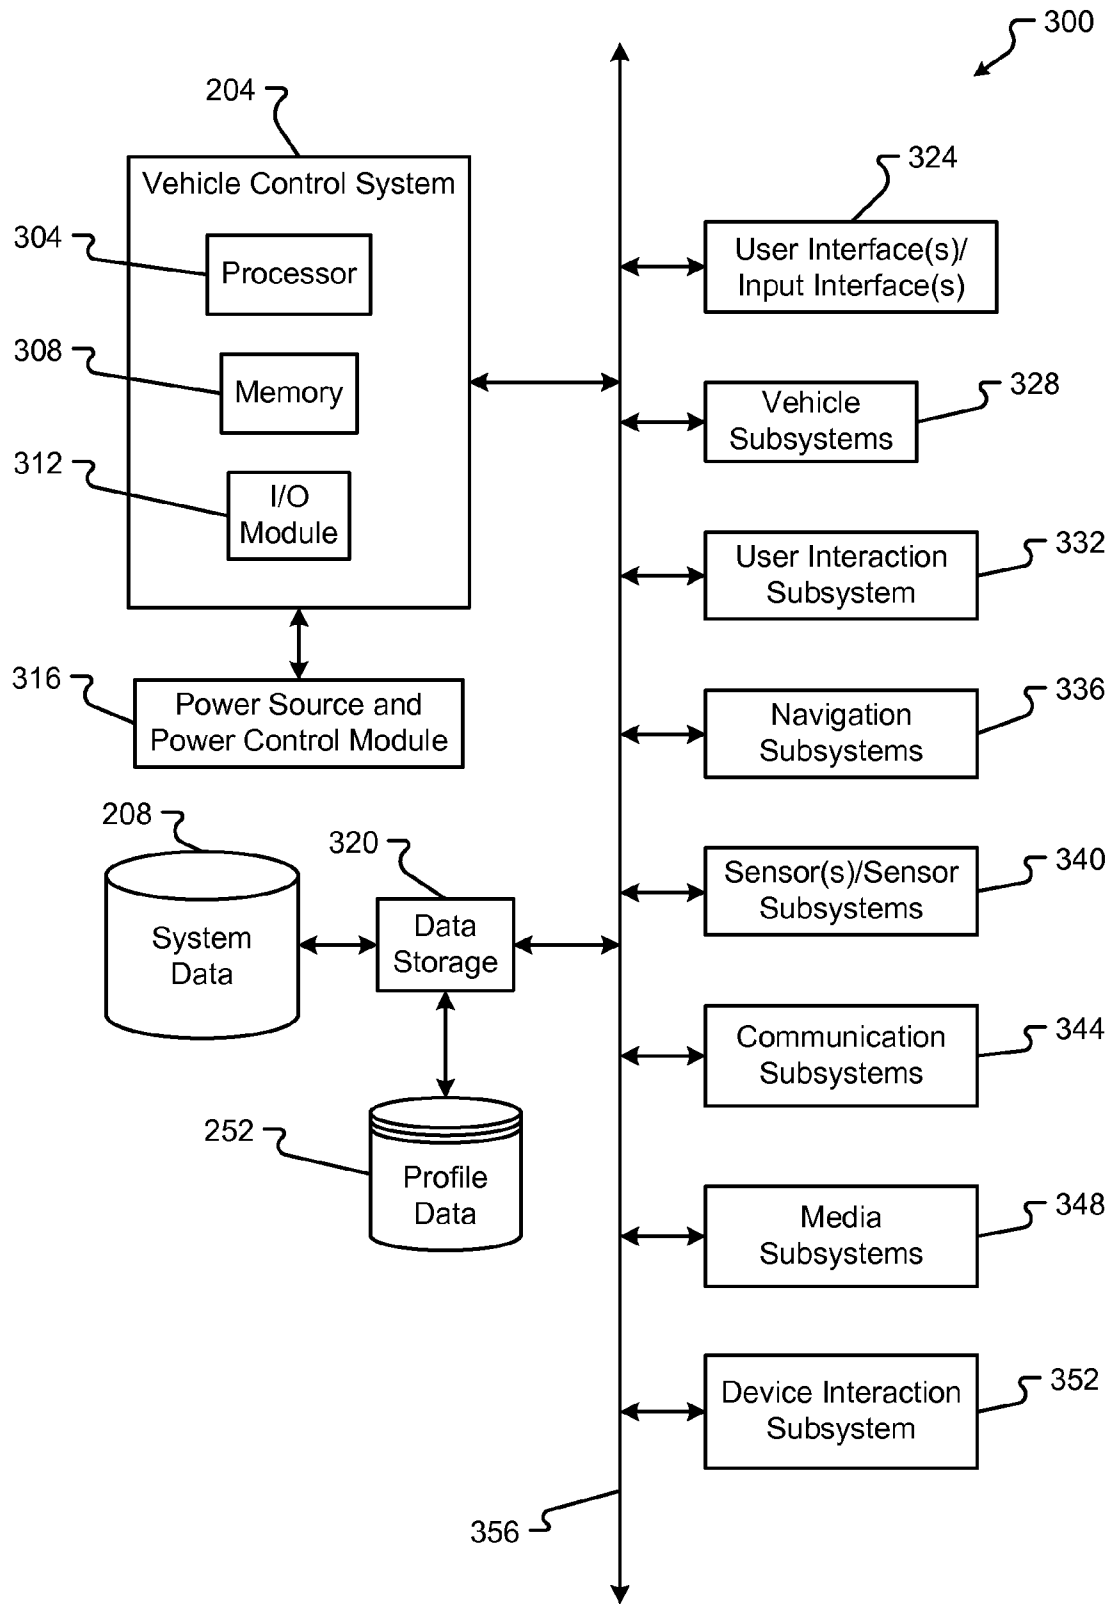 300
204
Vehicle Control System
304
Processor
308
Memory
312
I/O
Module
316
Power Source and
Power Control Module
208
System
Data
320
Data
Storage
252
Profile
Data
324
User Interface(s)/
Input Interface(s)
328
Vehicle
Subsystems
332
User Interaction
Subsystem
336
Navigation
Subsystems
340
Sensor(s)/Sensor
Subsystems
344
Communication
Subsystems
348
Media
Subsystems
352
Device Interaction
Subsystem
356